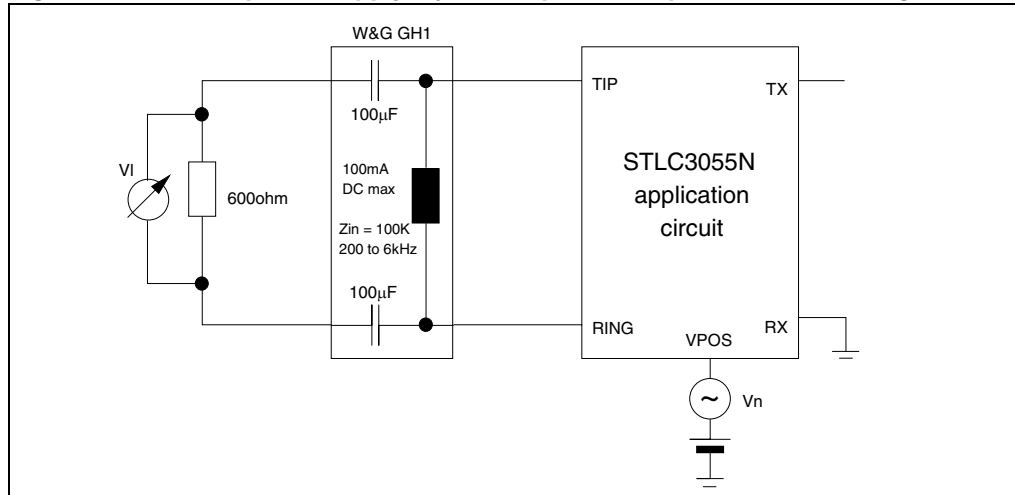 W&G GH1
TIP
TX
100µF
STLC3055N
application
circuit
VI
600ohm
100mA
DC max
Zin = 100K
200 to 6kHz
100µF
RING
RX
VPOS
~
Vn